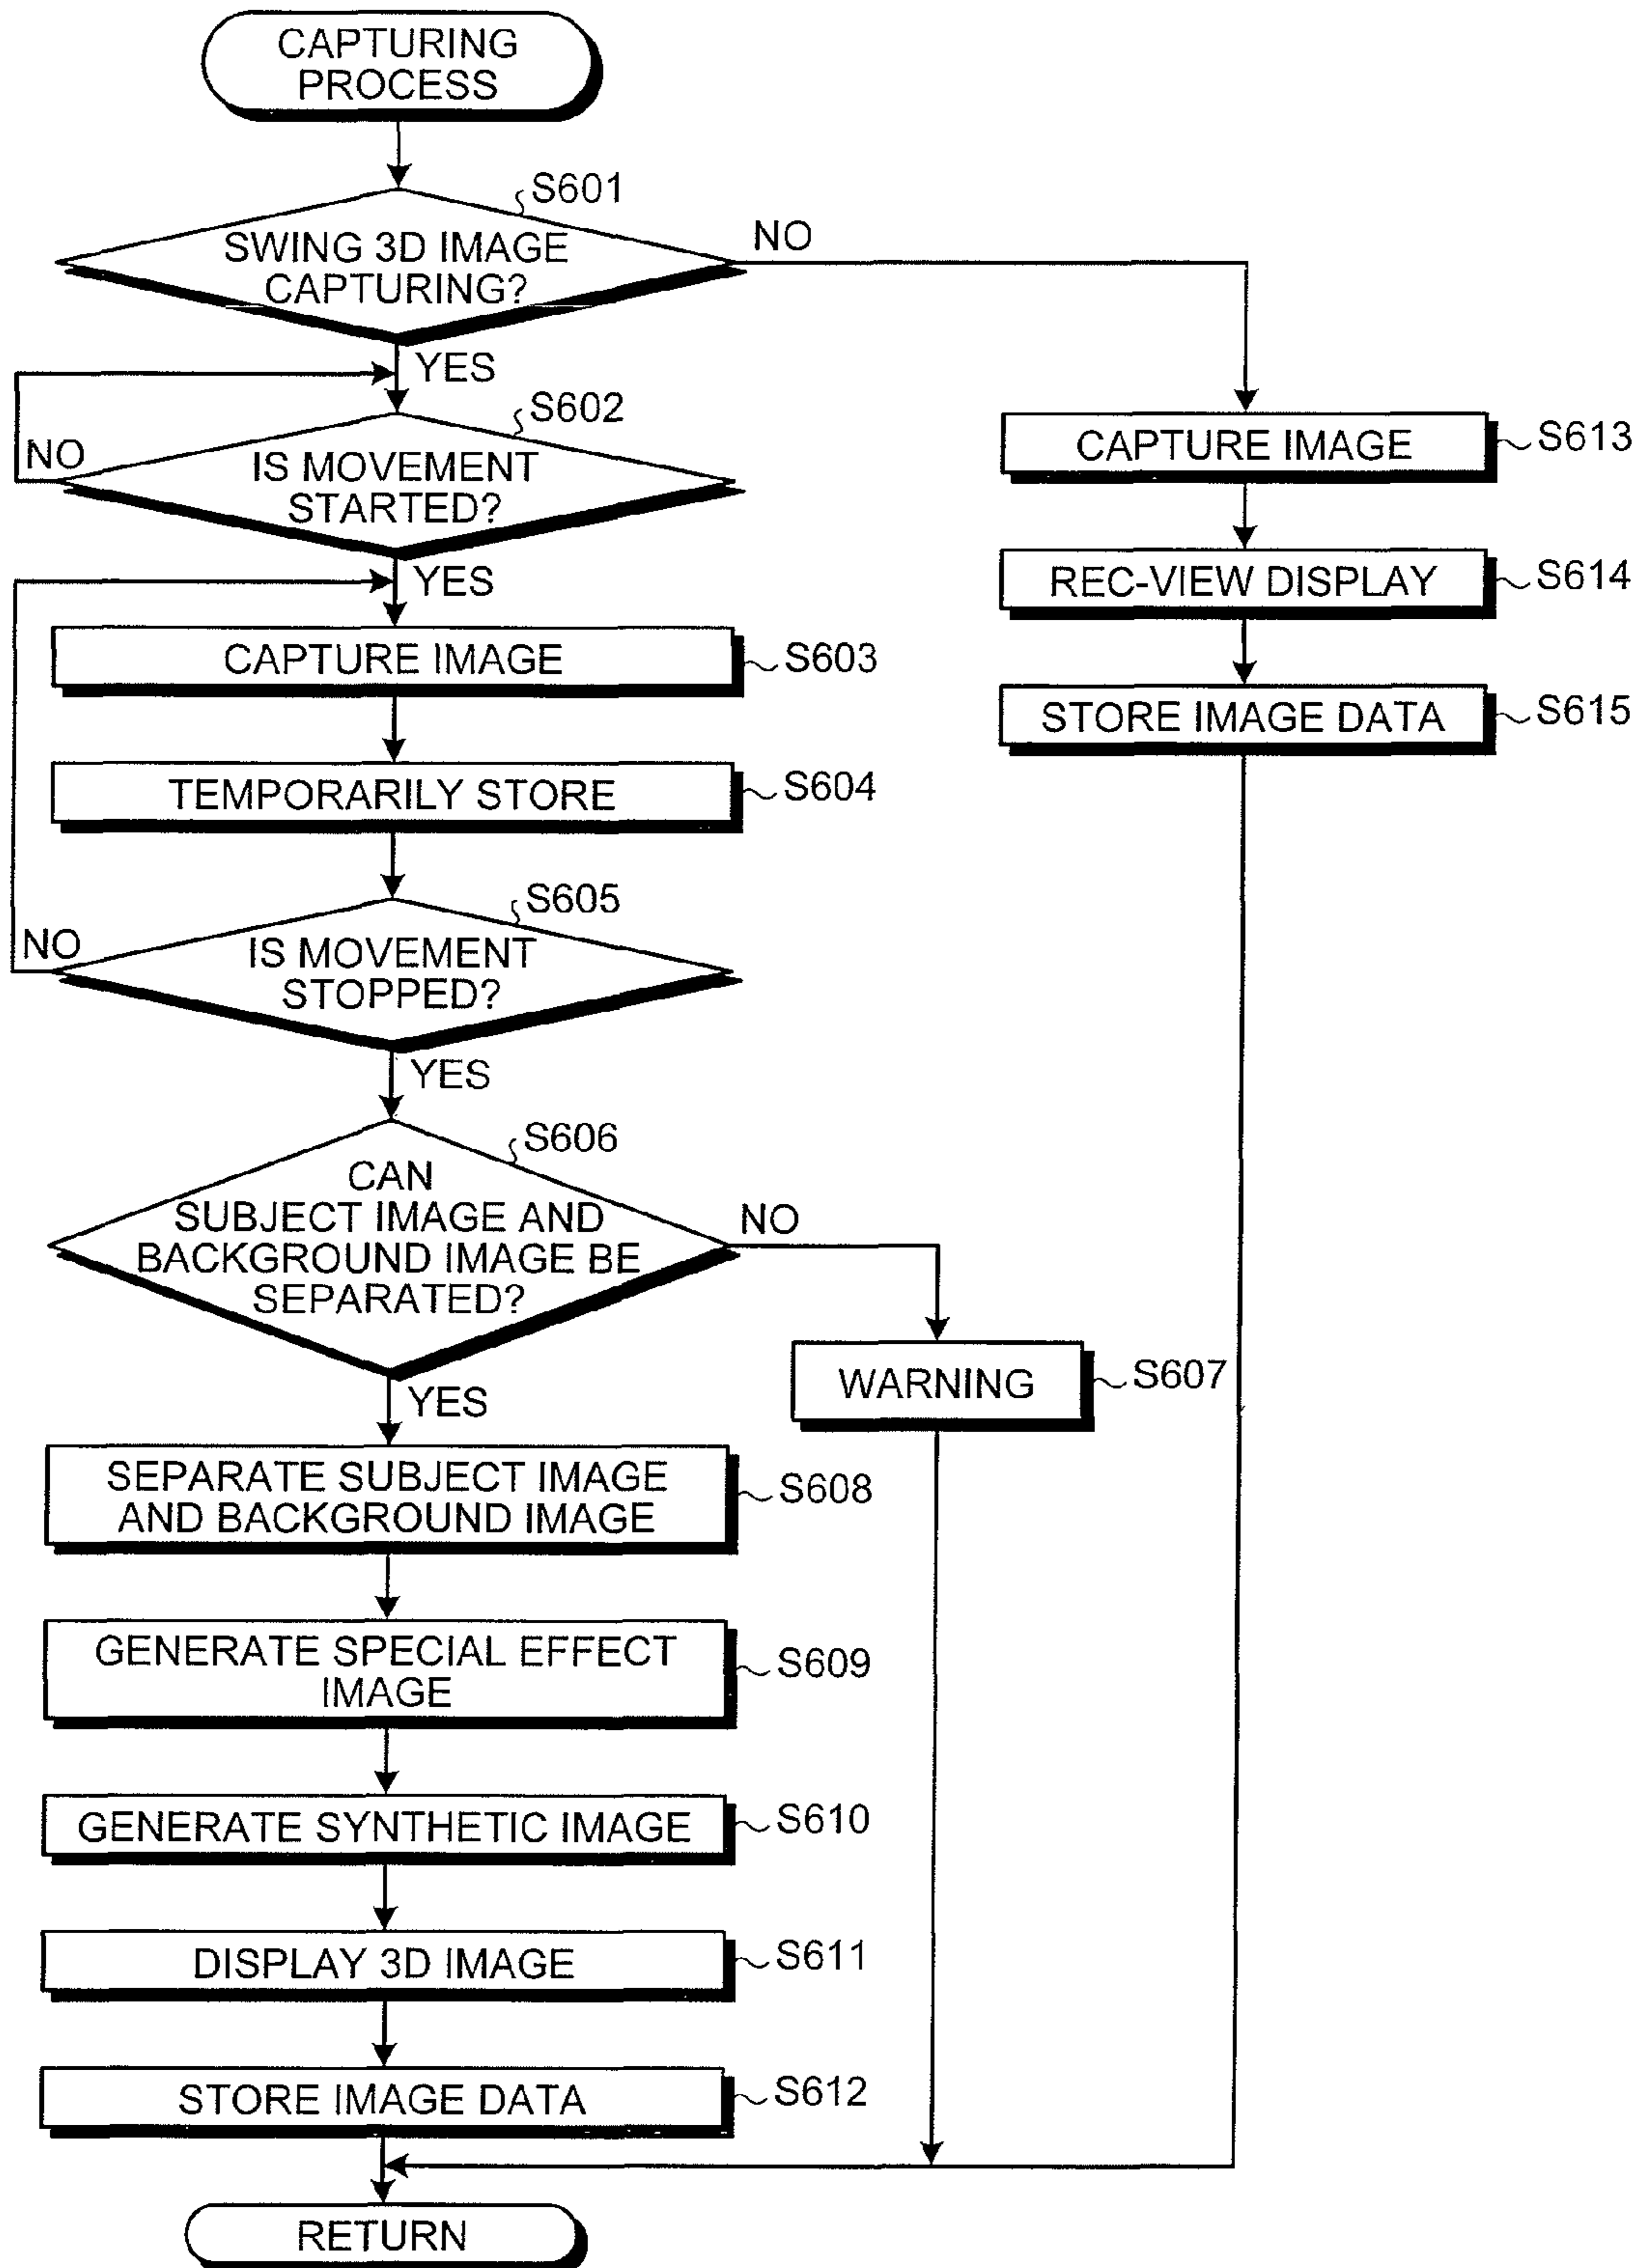 CAPTURING
PROCESS
S601
SWING 3D IMAGE
CAPTURING?
NO
YES
S602
NO
IS MOVEMENT
STARTED?
YES
CAPTURE IMAGE
S603
TEMPORARILY STORE
S604
S605
NO
IS MOVEMENT
STOPPED?
YES
S606
CAN
SUBJECT IMAGE AND
BACKGROUND IMAGE BE
SEPARATED?
NO
WARNING
S607
YES
SEPARATE SUBJECT IMAGE
AND BACKGROUND IMAGE
S608
GENERATE SPECIAL EFFECT
IMAGE
S609
GENERATE SYNTHETIC IMAGE
S610
DISPLAY 3D IMAGE
S611
STORE IMAGE DATA
S612
CAPTURE IMAGE
S613
REC-VIEW DISPLAY
S614
STORE IMAGE DATA
S615
RETURN